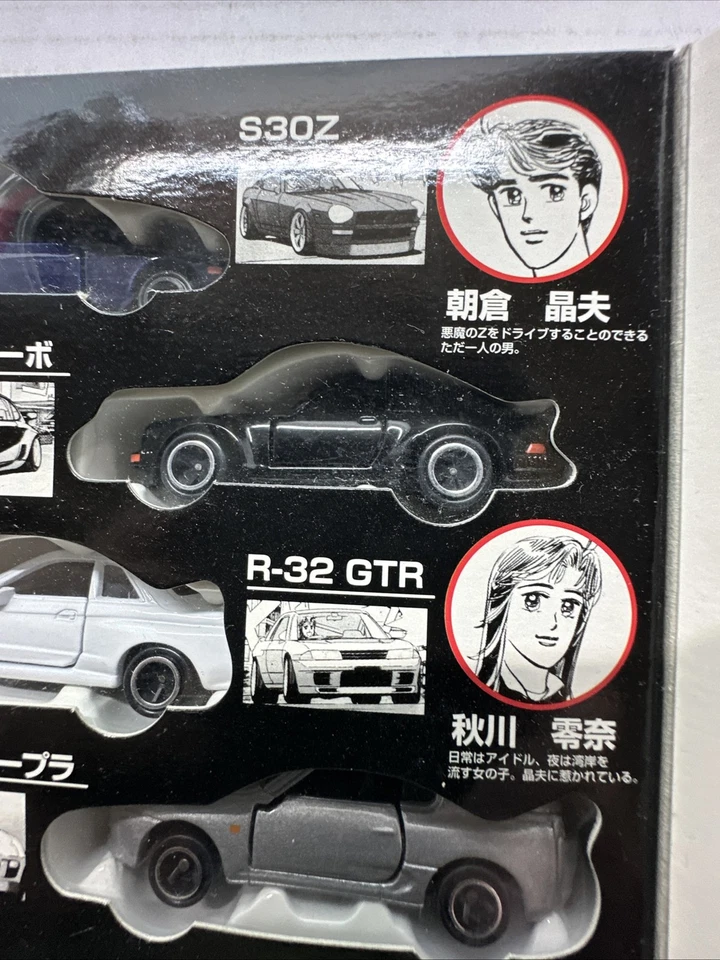 S30Z
朝倉 晶夫
悪魔のZをドライブすることのできる
ただ一人の男。
ーボ
R-32 GTR
秋川 零奈
日常はアイドル、夜は湾岸を
流す女の子。晶夫に惹かれている。
ープラ